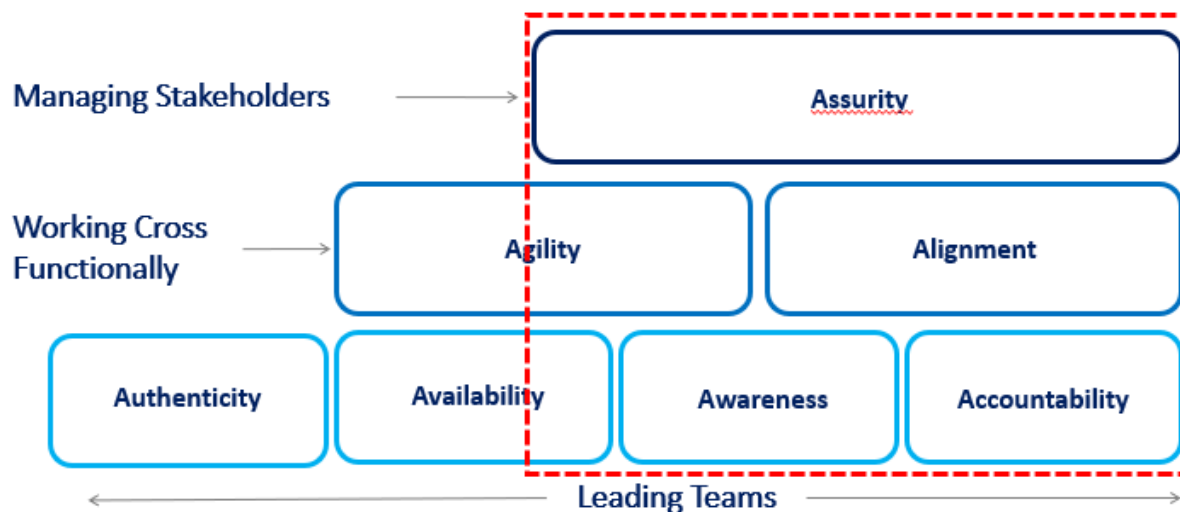 Managing Stakeholders
Assurity
Working Cross
Functionally
Agility
Alignment
Authenticity
Availability
Awareness
Accountability
Leading Teams